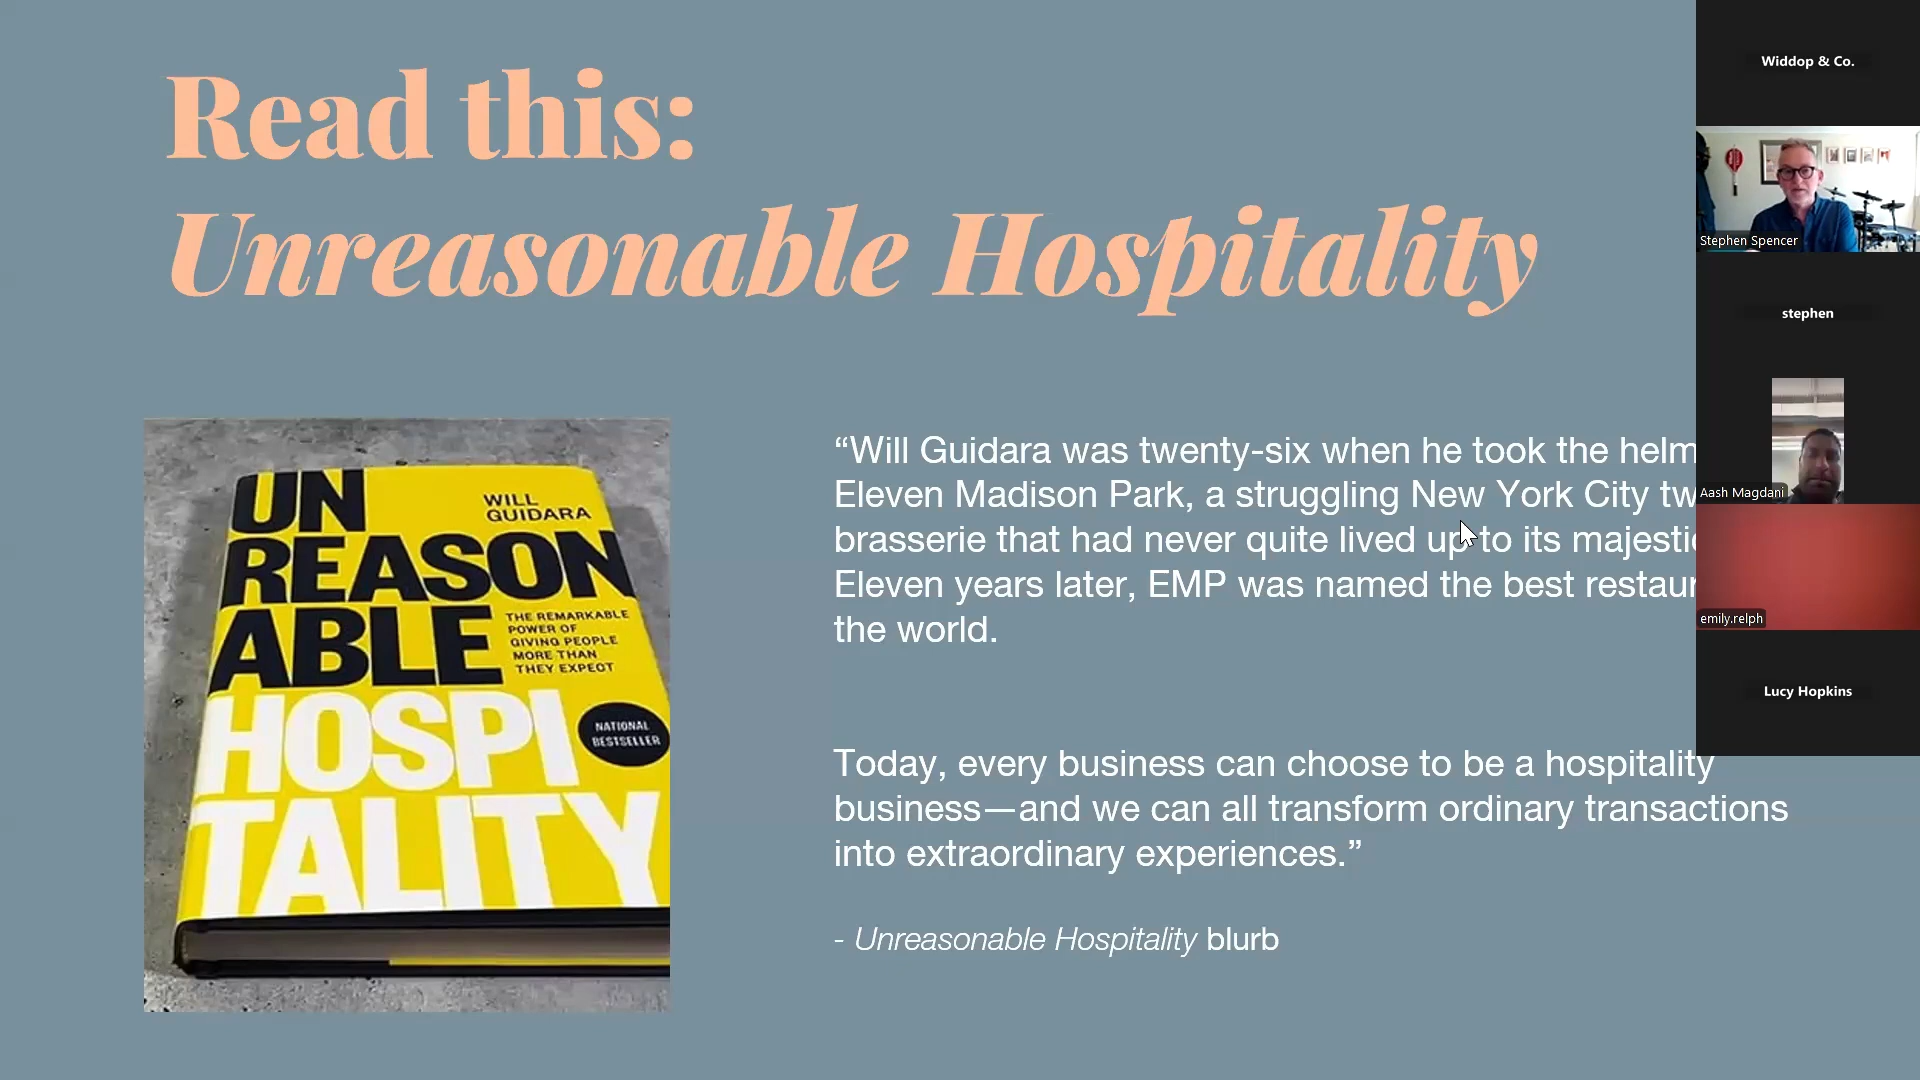 Read this:
Unreasonable Hospitality
UN
REASON
ABLE
HOSPI
TALITY
WILL
GUIDARA
THE REMARKABLE
POWER OF
GIVING PEOPLE
MORE THAN
THEY EXPECT
NATIONAL
BESTSELLER
“Will Guidara was twenty-six when he took the helm
Eleven Madison Park, a struggling New York City
brasserie that had never quite lived up to its
Eleven years later, EMP was named the best
the world.
Today, every business can choose to be a hospitality
business—and we can all transform ordinary transactions
into extraordinary experiences.”
- Unreasonable Hospitality blurb
Widdop & Co.
Stephen Spencer
stephen
Aash Magdani
emily.relph
Lucy Hopkins